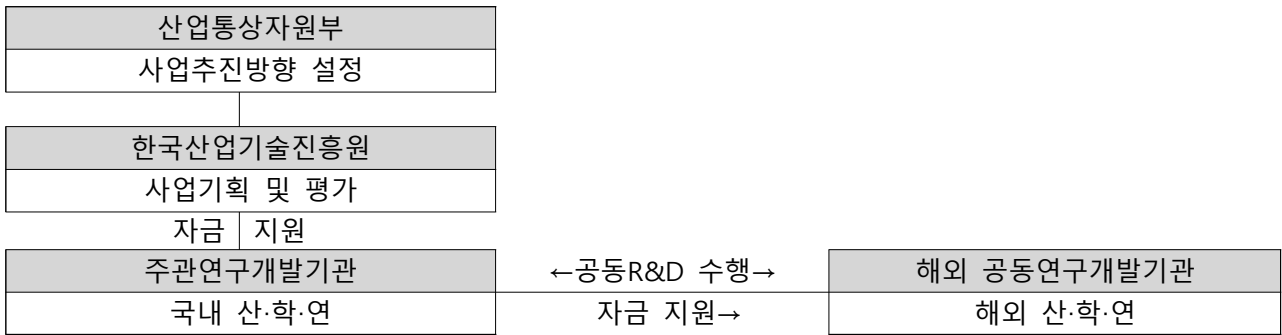 산업통상자원부
사업추진방향 설정
한국산업기술진흥원
사업기획 및 평가
자금 지원
주관연구개발기관 ←공동R&D 수행→ 해외 공동연구개발기관
국내 산·학·연 자금 지원→ 해외 산·학·연